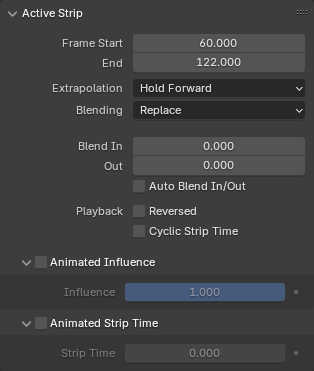 Active Strip
Frame Start 60.000
End 122.000
Extrapolation Hold Forward
Blending Replace
Blend In 0.000
Out 0.000
Auto Blend In/Out
Playback Reversed
Cyclic Strip Time
Animated Influence
Influence 1.000
Animated Strip Time
Strip Time 0.000